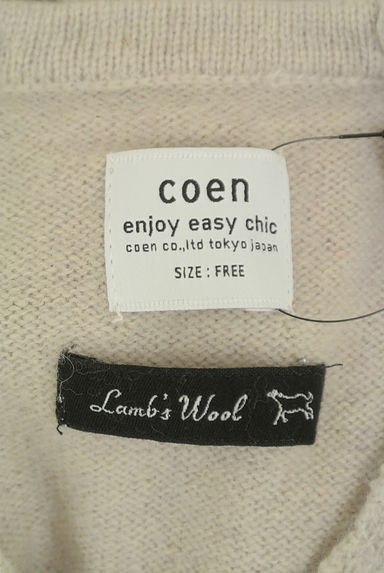 coen
enjoy easy chic
coen co.,ltd tokyo japan
SIZE : FREE
Lamb's Wool